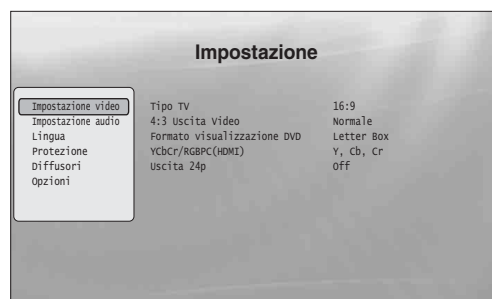 Impostazione
Impostazione video Tipo TV 16:9
Impostazione audio 4:3 Uscita Video Normale
Lingua Formato visualizzazione DVD Letter Box
Protezione YCbCr/RGBPC(HDMI) Y, Cb, Cr
Diffusori Uscita 24p Off
Opzioni